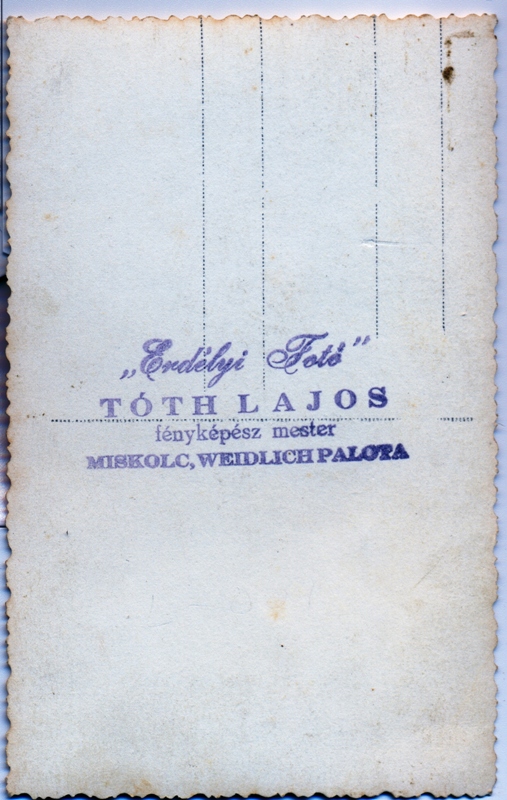 „Erdélyi Fotó”
TÓTH LAJOS
fényképész mester
MISKOLC, WEIDLICH PALOTA